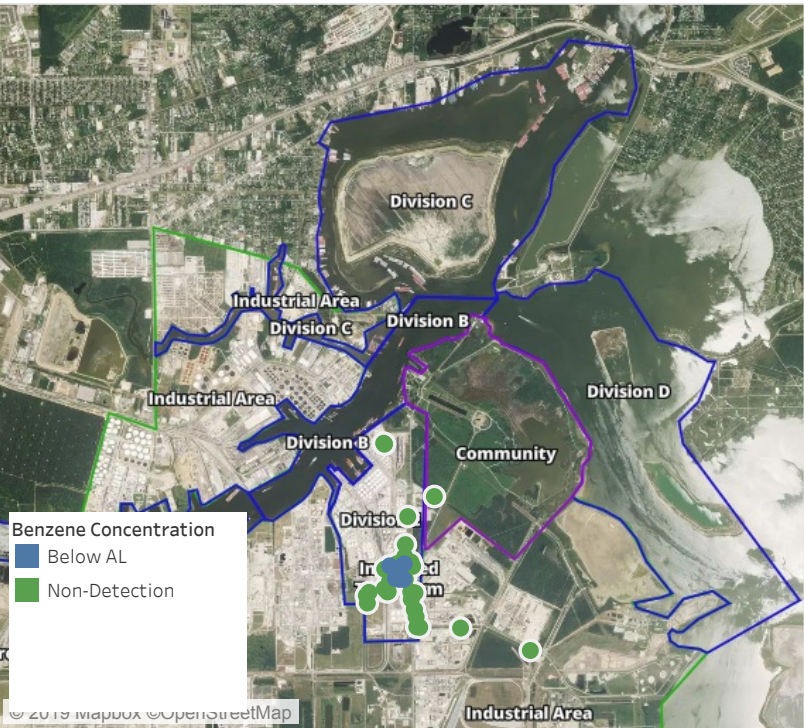 Division C
Industrial Area
Division C
Division B
Division D
Industrial Area
Division B
Community
Benzene Concentration
Below AL
Non-Detection
© 2019 Mapbox ©OpenStreetMap
Industrial Area